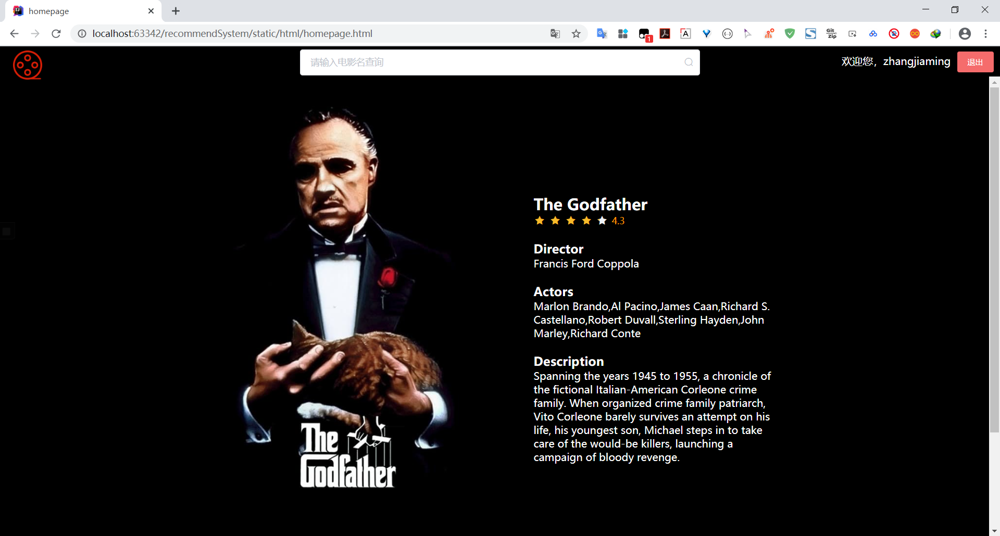 homepage
localhost:63342/recommendSystem/static/html/homepage.html
1
Git
Zip
请输入电影名查询
欢迎您，zhangjiaming
退出
The Godfather
4.3
Director
Francis Ford Coppola
Actors
Marlon Brando,Al Pacino,James Caan,Richard S.
Castellano,Robert Duvall,Sterling Hayden,John
Marley,Richard Conte
Description
Spanning the years 1945 to 1955, a chronicle of
the fictional Italian-American Corleone crime
family. When organized crime family patriarch,
Vito Corleone barely survives an attempt on his
life, his youngest son, Michael steps in to take
care of the would-be killers, launching a
campaign of bloody revenge.
The
Godfather